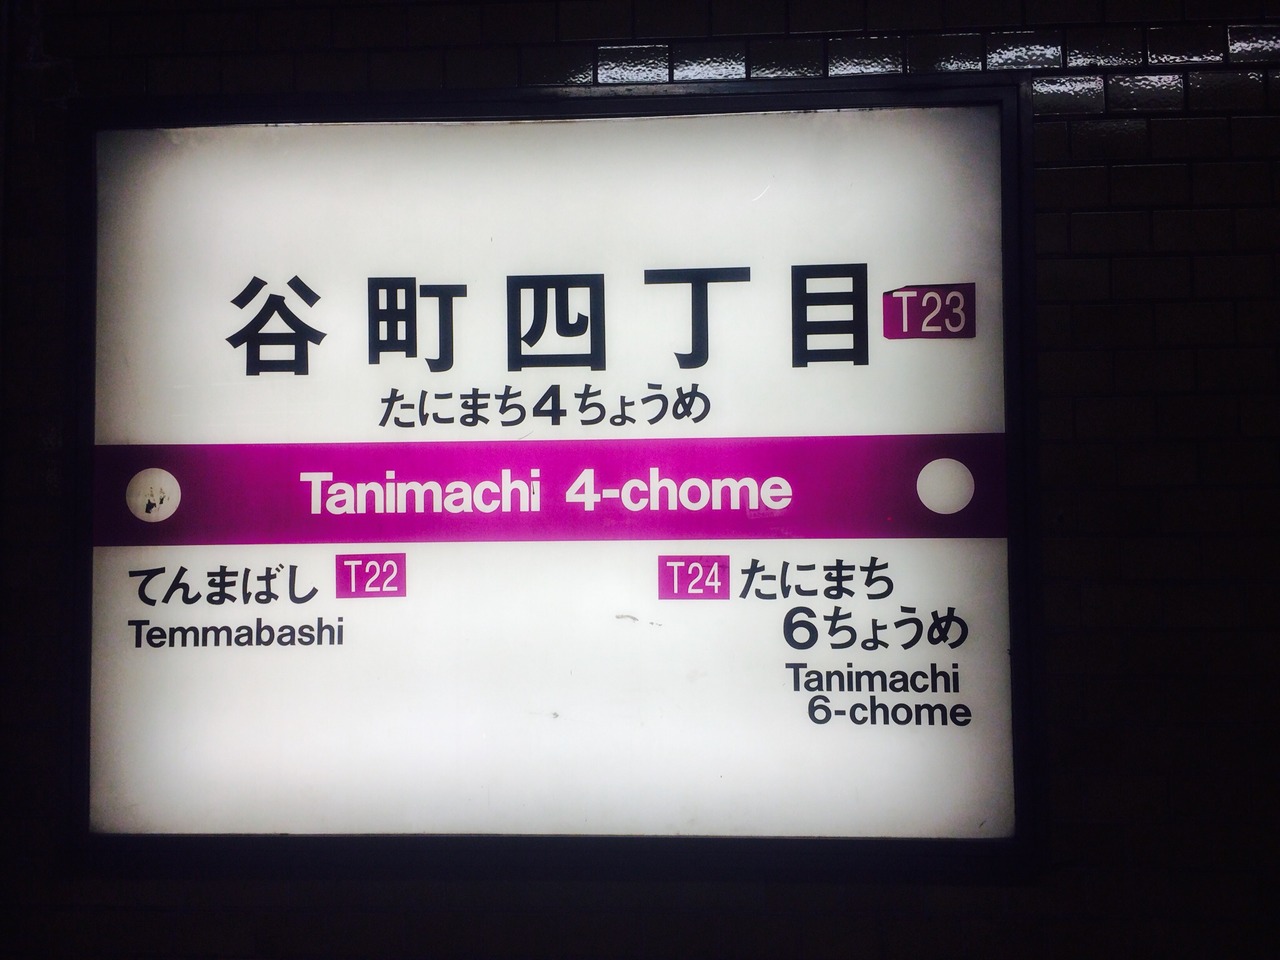 谷町四丁目 T23
たにまち4ちょうめ
Tanimachi 4-chome
てんまばし T22
Temmabashi
T24 たにまち
6ちょうめ
Tanimachi
6-chome